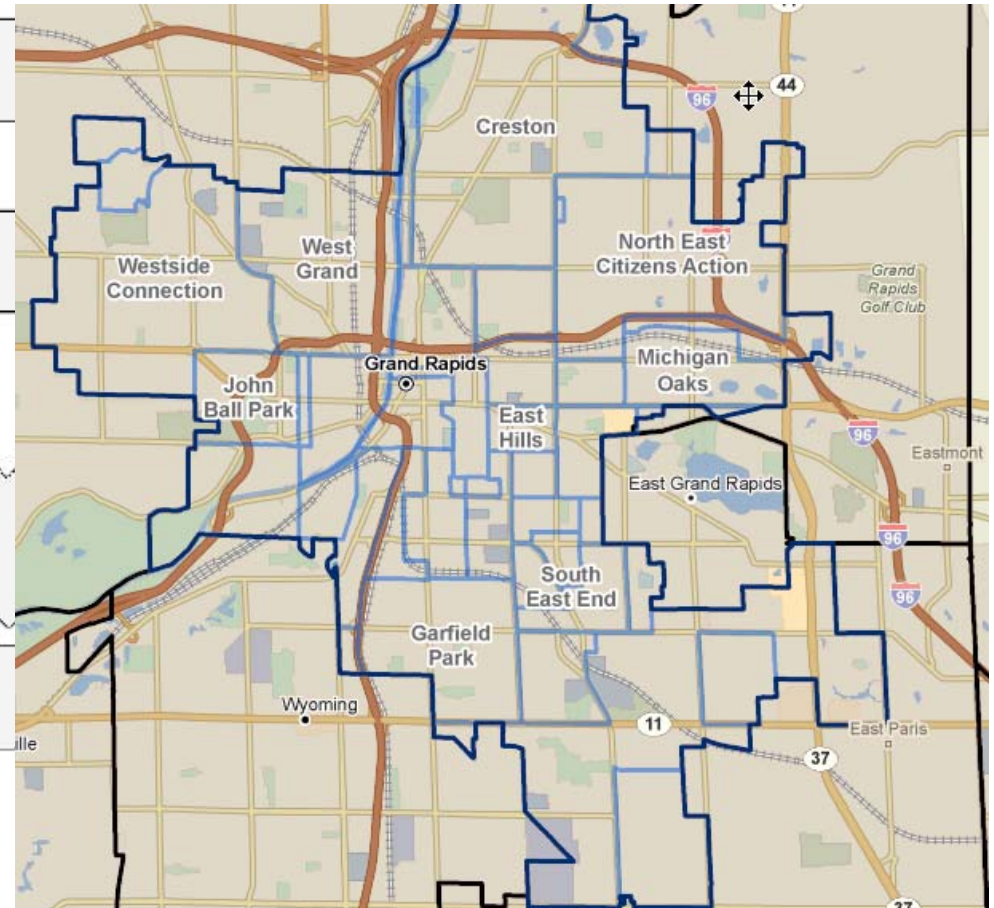 44
96
Creston
West
Grand
North East
Citizens Action
Westside
Connection
Grand
Rapids
Golf Club
Grand Rapids
Michigan
Oaks
John
Ball Park
East
Hills
96
Eastmont
East Grand Rapids
96
South
East End
96
Garfield
Park
Wyoming
11
East Paris
ille
37
37